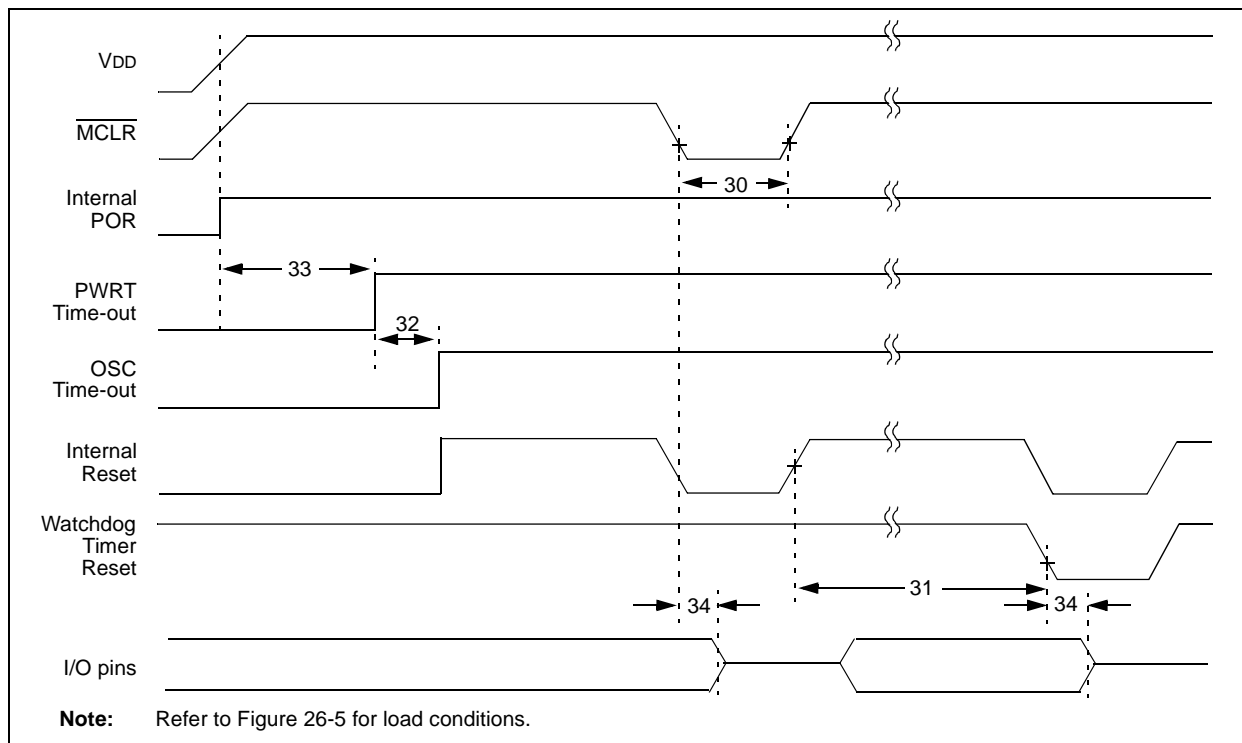 VDD
MCLR
Internal
POR
30
33
PWRT
Time-out
32
OSC
Time-out
Internal
Reset
Watchdog
Timer
Reset
31
34
34
I/O pins
Note: Refer to Figure 26-5 for load conditions.